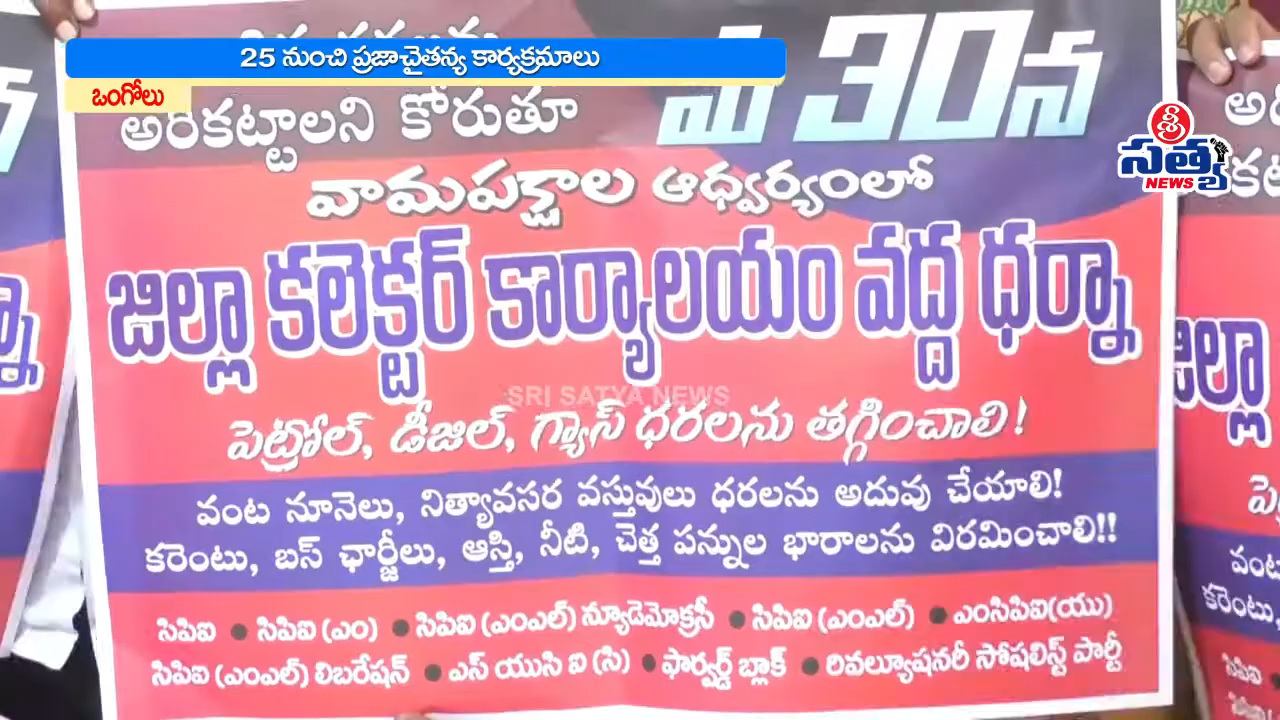 25 నుంచి ప్రజాచైతన్య కార్యక్రమాలు
ఒంగోలు
శ్రీ
సత్య
NEWS
అరికట్టాలని కోరుతూ
మే 30న
వామపక్షాల ఆధ్వర్యంలో
జిల్లా కలెక్టర్ కార్యాలయం వద్ద ధర్నా
SRI SATYA NEWS
పెట్రోల్, డీజిల్, గ్యాస్ ధరలను తగ్గించాలి!
వంట నూనెలు, నిత్యావసర వస్తువులు ధరలను అదువు చేయాలి!
కరెంటు, బస్ ఛార్జీలు, ఆస్తి, నీటి, చెత్త పన్నుల భారాలను విరమించాలి!!
సిపిఐ ● సిపిఐ (ఎం) ● సిపిఐ (ఎంఎల్) న్యూడెమోక్రసీ ● సిపిఐ (ఎంఎల్) ● ఎంసిపిఐ(యు)
సిపిఐ (ఎంఎల్) లిబరేషన్ ● ఎస్ యుసి ఐ (సి) ● ఫార్వర్డ్ బ్లాక్ ● రివల్యూషనరీ సోషలిస్ట్ పార్టీ